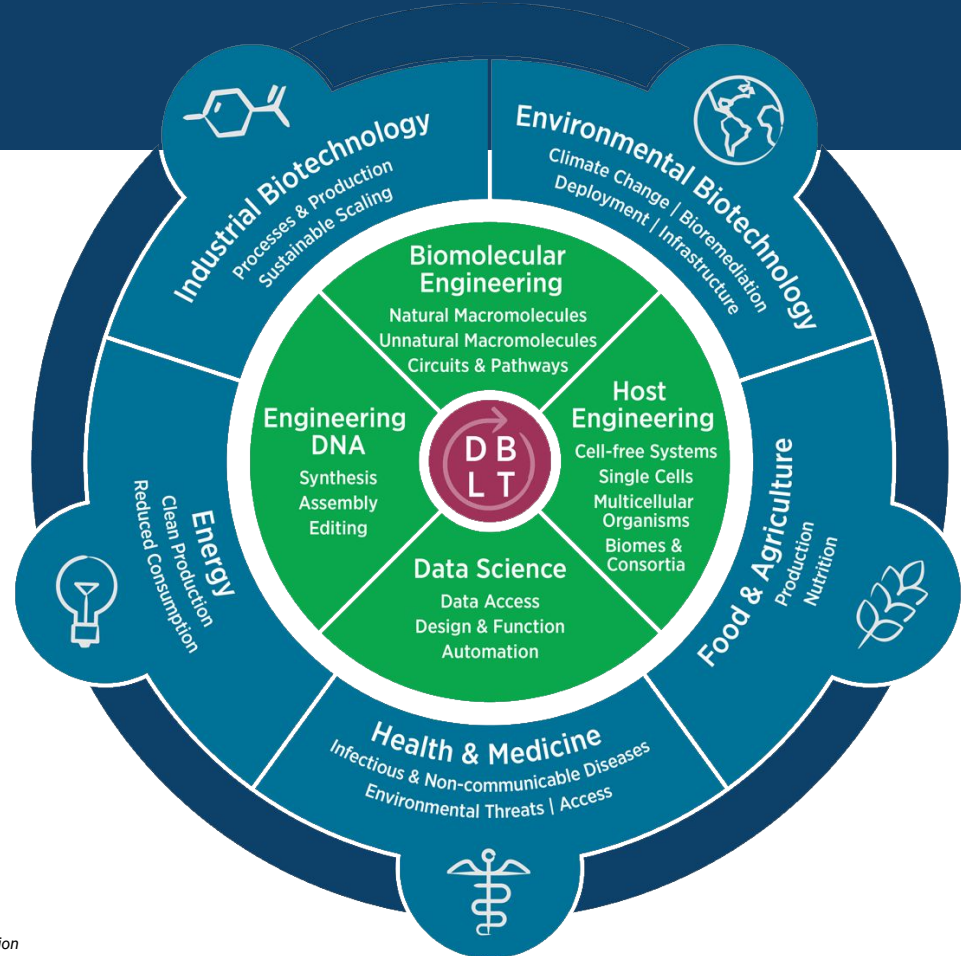 Industrial Biotechnology
Processes & Production
Sustainable Scaling
Environmental Biotechnology
Climate Change | Bioremediation
Deployment | Infrastructure
Biomolecular
Engineering
Natural Macromolecules
Unnatural Macromolecules
Circuits & Pathways
Engineering
DNA
Synthesis
Assembly
Editing
D B
L T
Host
Engineering
Cell-free Systems
Single Cells
Multicellular
Organisms
Biomes &
Consortia
Data Science
Data Access
Design & Function
Automation
Energy
Clean Production
Reduced Consumption
Food & Agriculture
Production
Nutrition
Health & Medicine
Infectious & Non-communicable Diseases
Environmental Threats | Access